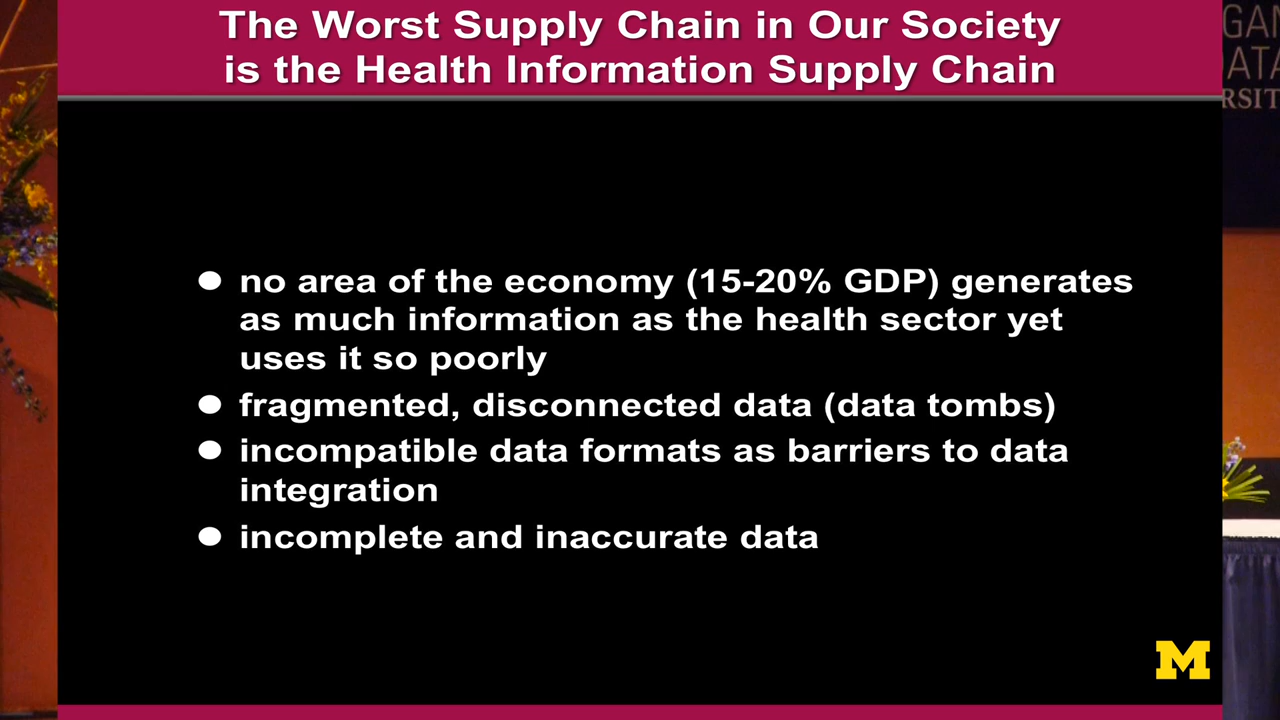 The Worst Supply Chain in Our Society
is the Health Information Supply Chain
● no area of the economy (15-20% GDP) generates
as much information as the health sector yet
uses it so poorly
● fragmented, disconnected data (data tombs)
● incompatible data formats as barriers to data
integration
● incomplete and inaccurate data
M